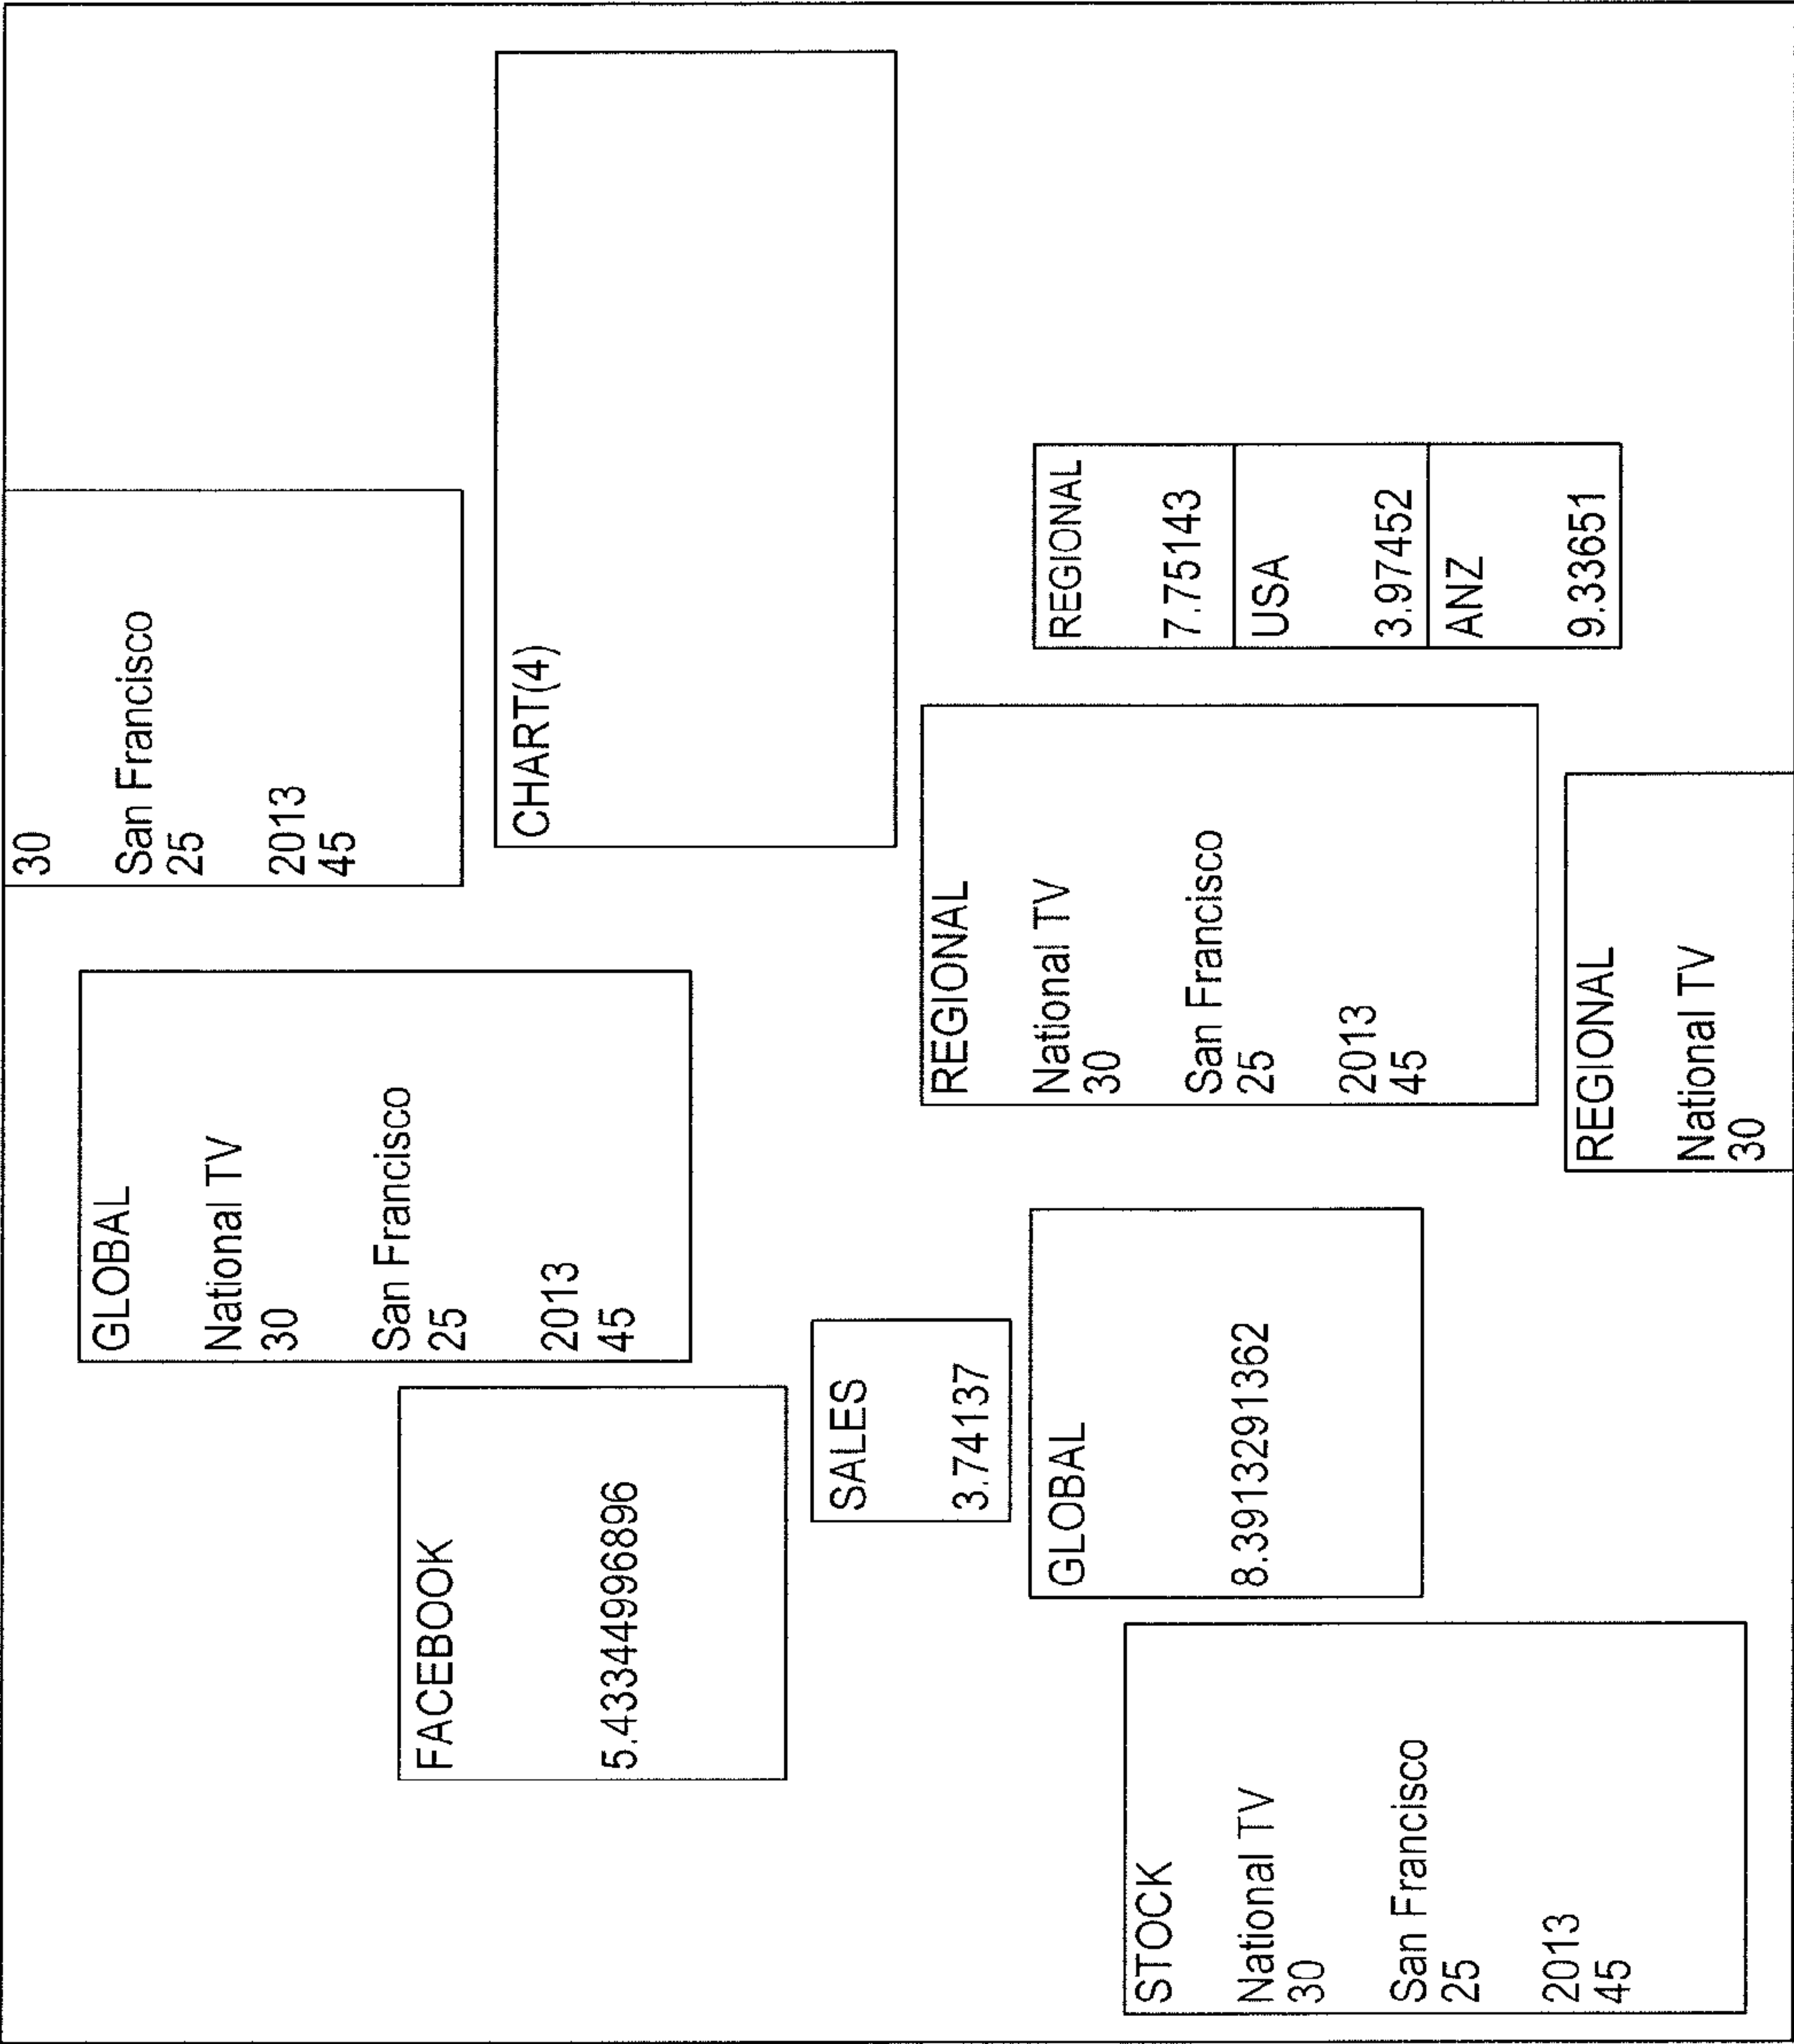 30
San Francisco
25
2013
45
GLOBAL
National TV
30
San Francisco
25
2013
45
FACEBOOK
5.43344996896
CHART(4)
SALES
3.74137
REGIONAL
National TV
30
San Francisco
25
2013
45
REGIONAL
7.75143
USA
3.97452
ANZ
9.33651
GLOBAL
8.39132913​62
STOCK
National TV
30
San Francisco
25
2013
45
REGIONAL
National TV
30